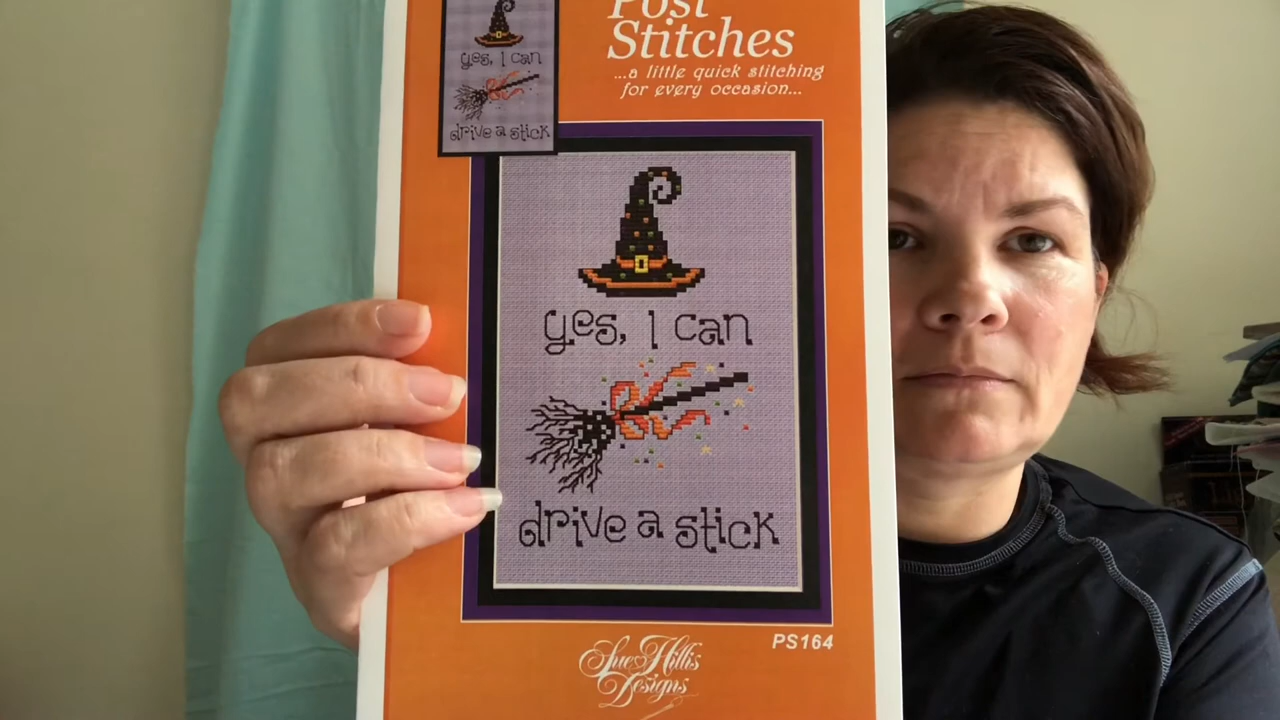 Post
Stitches
...a little quick stitching
for every occasion...
yes, I can
drive a stick
yes, I can
drive a stick
PS164
Sue Hillis
Designs